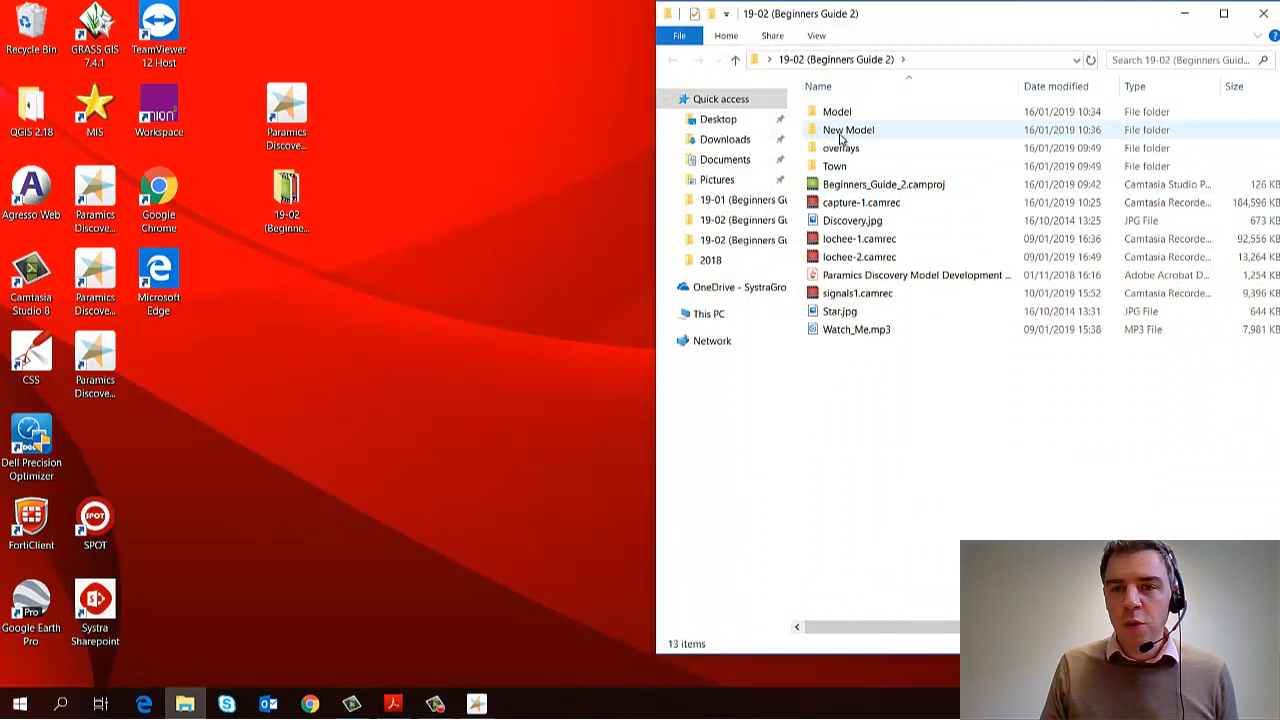 Recycle Bin
GRASS GIS
7.4.1
TeamViewer
12 Host
QGIS 2.18
MIS
Workspace
Paramics
Discove...
Agresso Web
Paramics
Discove...
Google
Chrome
19-02
(Beginne...
Camtasia
Studio 8
Paramics
Discove...
Microsoft
Edge
CSS
Paramics
Discove...
Dell Precision
Optimizer
FortiClient
SPOT
SPOT
Google Earth
Pro
Systra
Sharepoint
19-02 (Beginners Guide 2)
File Home Share View
19-02 (Beginners Guide 2)
Search 19-02 (Beginners Guid...
Name Date modified Type Size
Quick access
Desktop
Downloads
Documents
Pictures
19-01 (Beginners Gu
19-02 (Beginners Gu
19-02 (Beginners Gu
2018
OneDrive - SystraGro
This PC
Network
Model 16/01/2019 10:34 File folder
New Model 16/01/2019 10:36 File folder
overlays 16/01/2019 09:49 File folder
Town 16/01/2019 09:49 File folder
Beginners_Guide_2.camproj 16/01/2019 09:42 Camtasia Studio P... 126 KB
capture-1.camrec 16/01/2019 10:25 Camtasia Recorde... 184,596 KB
Discovery.jpg 16/10/2014 13:25 JPG File 673 KB
lochee-1.camrec 09/01/2019 16:36 Camtasia Recorde... 92,556 KB
lochee-2.camrec 09/01/2019 16:49 Camtasia Recorde... 13,264 KB
Paramics Discovery Model Development ... 01/11/2018 16:16 Adobe Acrobat D... 1,254 KB
signals1.camrec 10/01/2019 15:52 Camtasia Recorde... 9,396 KB
Star.jpg 16/10/2014 13:31 JPG File 644 KB
Watch_Me.mp3 09/01/2019 15:38 MP3 File 7,981 KB
13 items